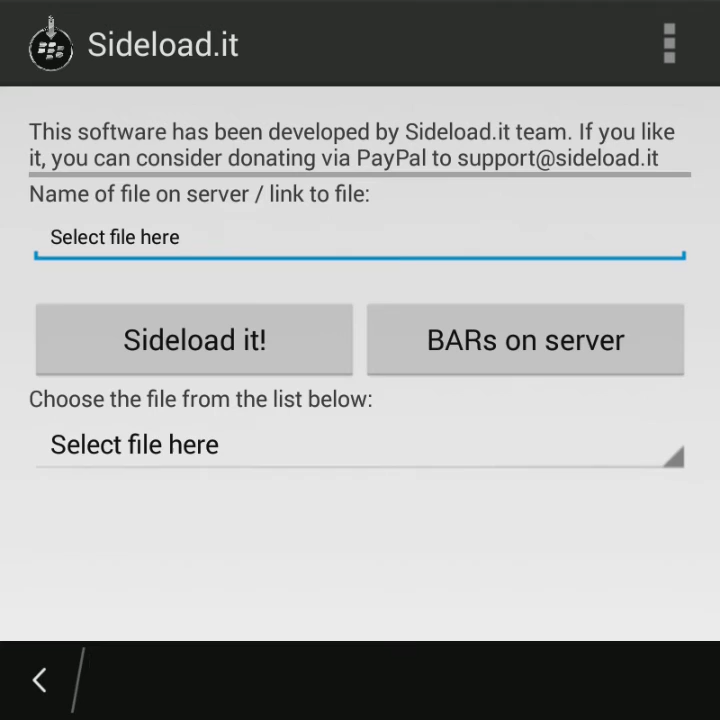 Sideload.it
This software has been developed by Sideload.it team. If you like
it, you can consider donating via PayPal to support@sideload.it
Name of file on server / link to file:
Select file here
Sideload it!
BARs on server
Choose the file from the list below:
Select file here